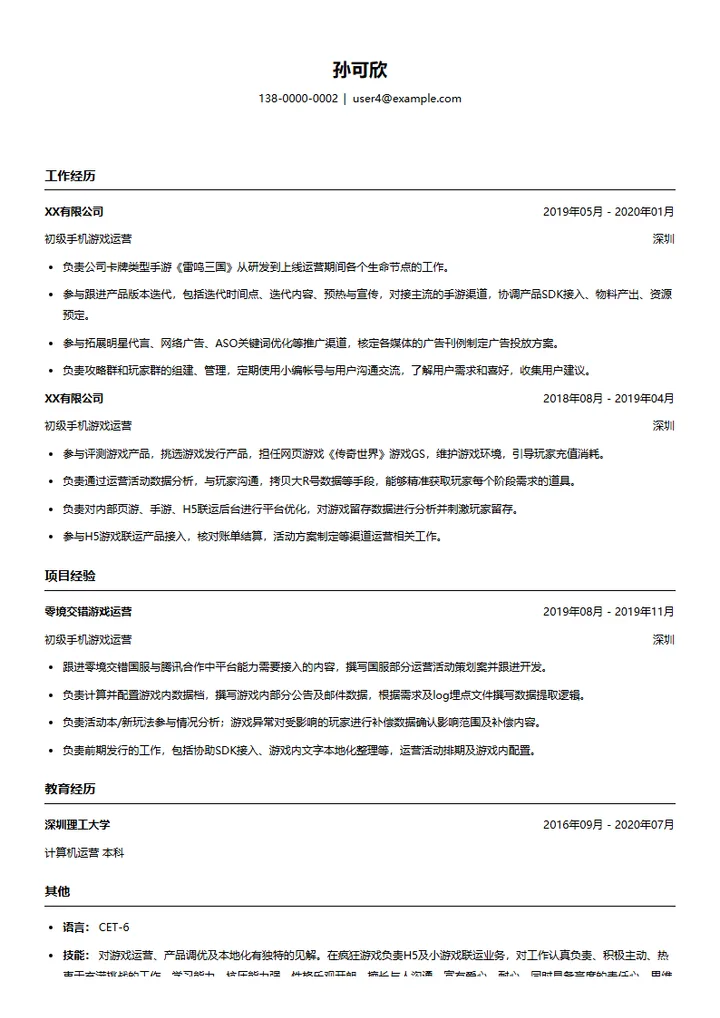 孙可欣
138-0000-0002 | user4@example.com
工作经历
XX有限公司 2019年05月 - 2020年01月
初级手机游戏运营 深圳
• 负责公司卡牌类型手游《雷鸣三国》从研发到上线运营期间各个生命节点的工作。
• 参与跟进产品版本迭代，包括迭代时间点、迭代内容、预热与宣传，对接主流的手游渠道，协调产品SDK接入、物料产出、资源
预定。
• 参与拓展明星代言、网络广告、ASO关键词优化等推广渠道，核定各媒体的广告刊例制定广告投放方案。
• 负责攻略群和玩家群的组建、管理，定期使用小编帐号与用户沟通交流，了解用户需求和喜好，收集用户建议。
XX有限公司 2018年08月 - 2019年04月
初级手机游戏运营 深圳
• 参与评测游戏产品，挑选游戏发行产品，担任网页游戏《传奇世界》游戏GS，维护游戏环境，引导玩家充值消耗。
• 负责通过运营活动数据分析，与玩家沟通，拷贝大R号数据等手段，能够精准获取玩家每个阶段需求的道具。
• 负责对内部页游、手游、H5联运后台进行平台优化，对游戏留存数据进行分析并刺激玩家留存。
• 参与H5游戏联运产品接入，核对账单结算，活动方案制定等渠道运营相关工作。
项目经验
零境交错游戏运营 2019年08月 - 2019年11月
初级手机游戏运营 深圳
• 跟进零境交错国服与腾讯合作中平台能力需要接入的内容，撰写国服部分运营活动策划案并跟进开发。
• 负责计算并配置游戏内数据档，撰写游戏内部分公告及邮件数据，根据需求及log埋点文件撰写数据提取逻辑。
• 负责活动本/新玩法参与情况分析；游戏异常对受影响的玩家进行补偿数据确认影响范围及补偿内容。
• 负责前期发行的工作，包括协助SDK接入、游戏内文字本地化整理等，运营活动排期及游戏内配置。
教育经历
深圳理工大学 2016年09月 - 2020年07月
计算机运营 本科
其他
• 语言： CET-6
• 技能： 对游戏运营、产品调优及本地化有独特的见解。在疯狂游戏负责H5及小游戏联运业务，对工作认真负责、积极主动、热